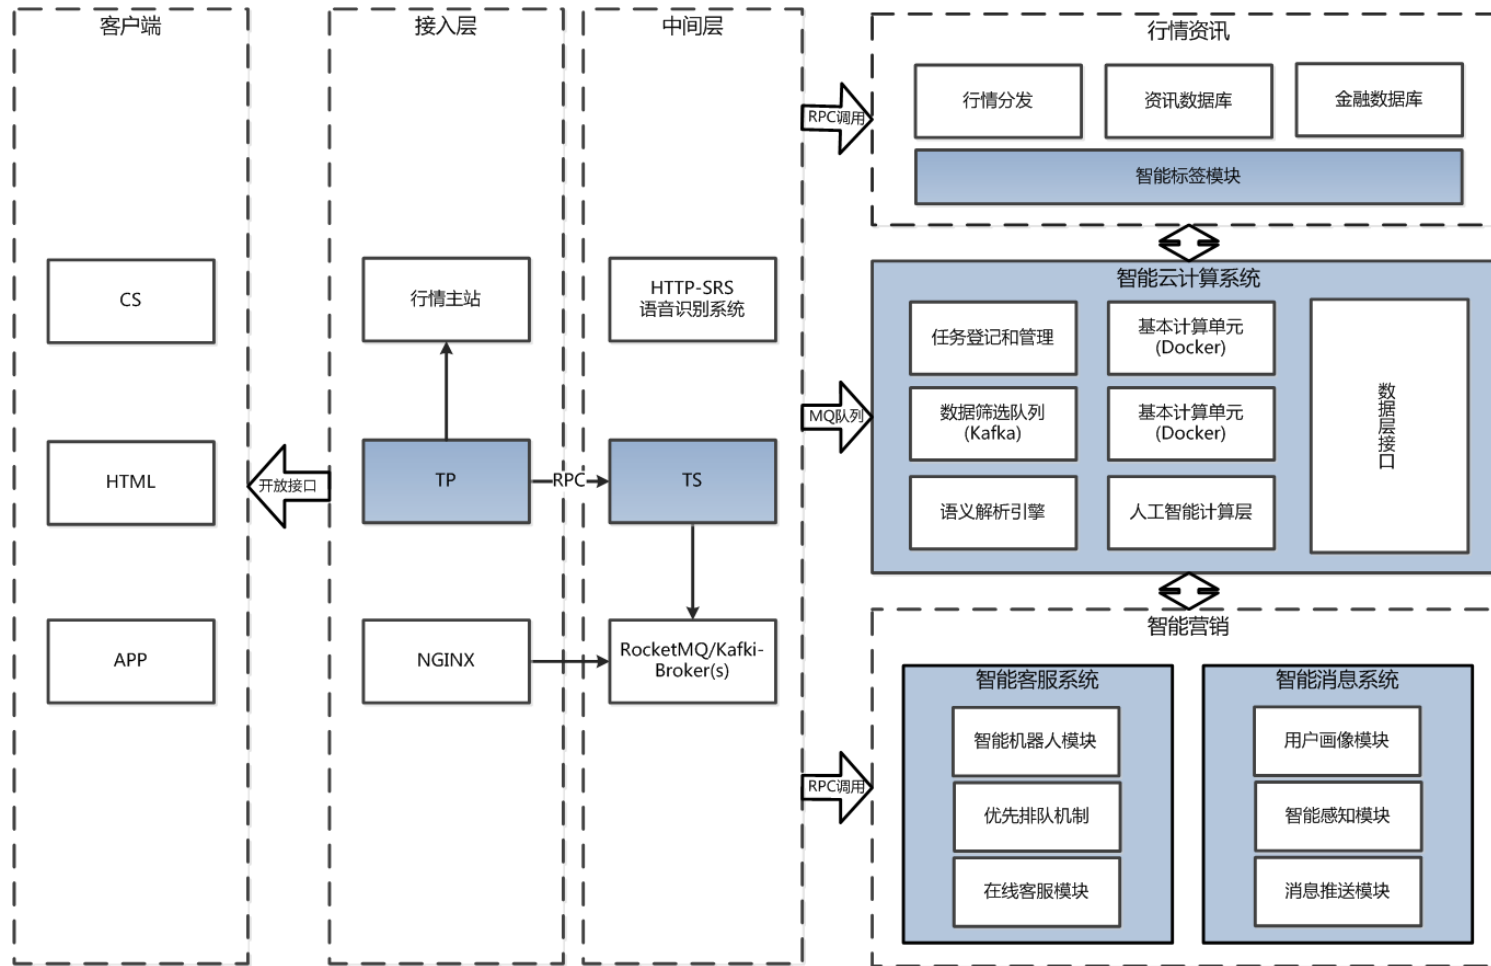 客户端
CS
HTML
APP
开放接口
接入层
行情主站
TP
NGINX
RPC
中间层
HTTP-SRS
语音识别系统
TS
RocketMQ/Kafki-
Broker(s)
RPC调用
MQ队列
RPC调用
行情资讯
行情分发
资讯数据库
金融数据库
智能标签模块
智能云计算系统
任务登记和管理
基本计算单元
(Docker)
数据筛选队列
(Kafka)
基本计算单元
(Docker)
语义解析引擎
人工智能计算层
数据层接口
智能营销
智能客服系统
智能机器人模块
优先排队机制
在线客服模块
智能消息系统
用户画像模块
智能感知模块
消息推送模块